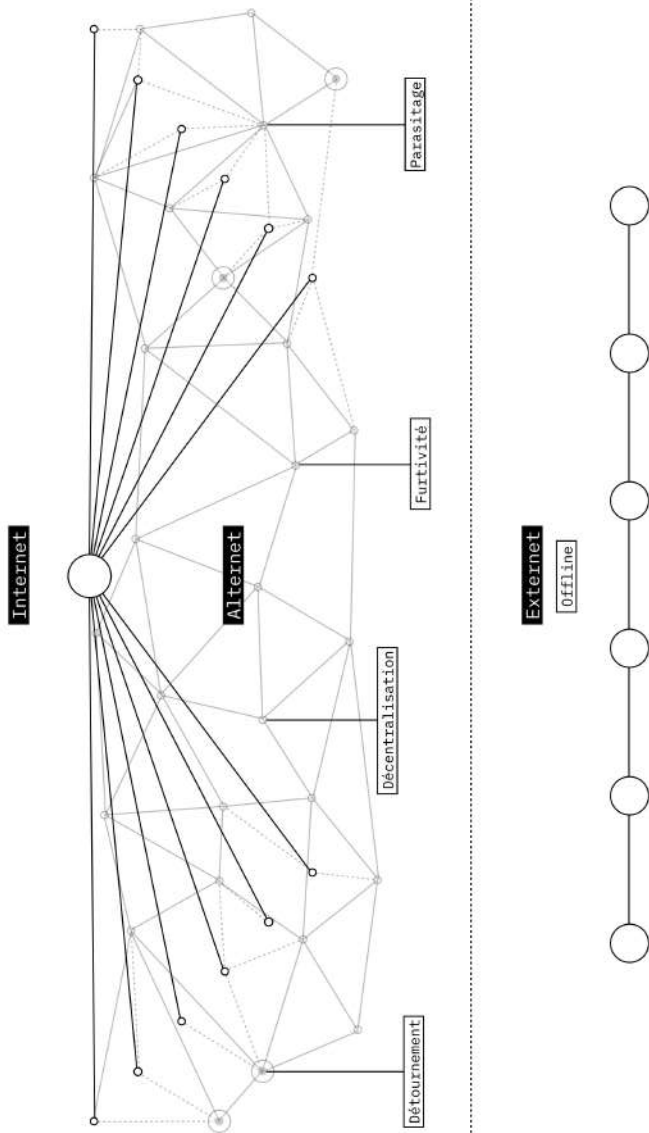 Internet
Alternet
Détournement
Décentralisation
Furtivité
Parasitage
Externet
Offline